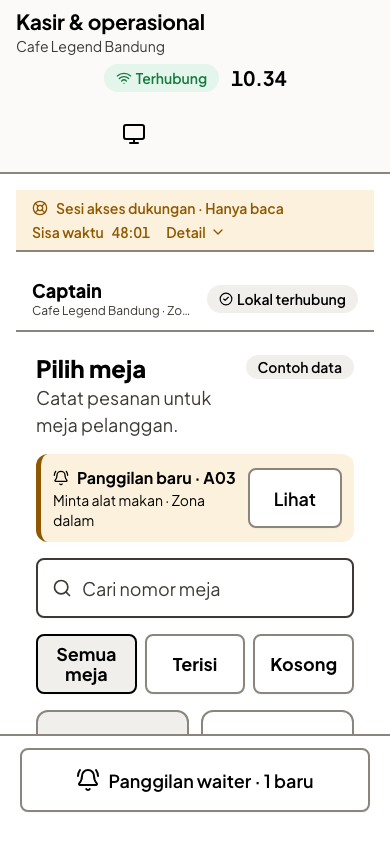 Kasir & operasional
Cafe Legend Bandung
Terhubung 10.34
Sesi akses dukungan · Hanya baca
Sisa waktu 48:01 Detail
Captain
Cafe Legend Bandung · Zo...
Lokal terhubung
Pilih meja
Contoh data
Catat pesanan untuk
meja pelanggan.
Panggilan baru · A03
Minta alat makan · Zona
dalam
Lihat
Cari nomor meja
Semua
meja
Terisi
Kosong
Panggilan waiter · 1 baru